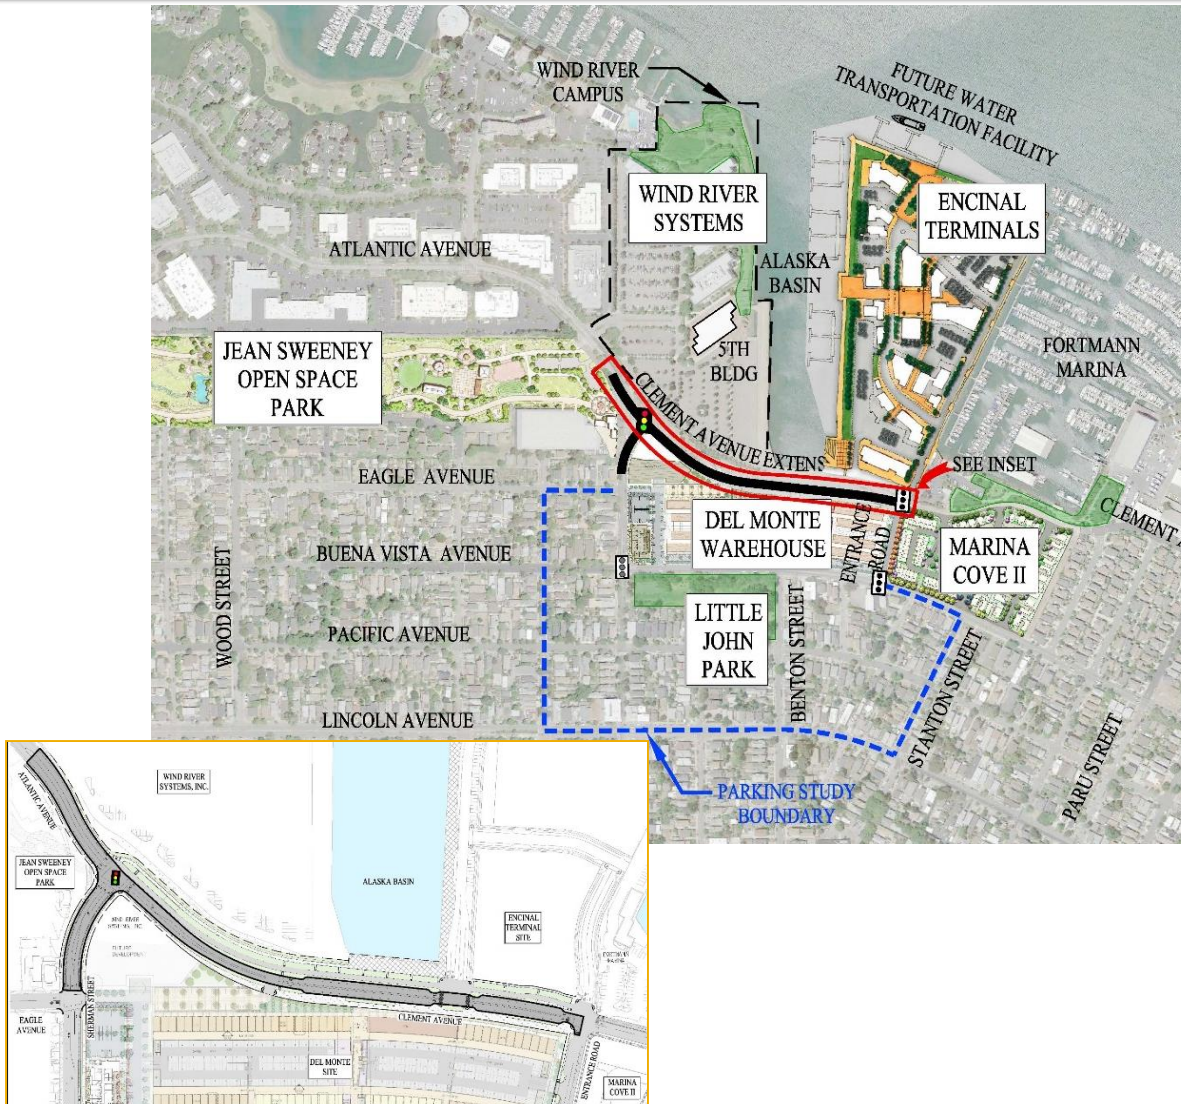 WIND RIVER
CAMPUS
FUTURE WATER
TRANSPORTATION FACILITY
WIND RIVER
SYSTEMS
ENCINAL
TERMINALS
ATLANTIC AVENUE
ALASKA
BASIN
JEAN SWEENEY
OPEN SPACE
PARK
5TH
BLDG
FORTMANN
MARINA
CLEMENT AVENUE EXTENS
SEE INSET
EAGLE AVENUE
CLEMENT
DEL MONTE
WAREHOUSE
ENTRANCE
ROAD
MARINA
COVE II
BUENA VISTA AVENUE
WOOD STREET
LITTLE
JOHN
PARK
BENTON STREET
PACIFIC AVENUE
STANTON STREET
LINCOLN AVENUE
PARU STREET
PARKING STUDY
BOUNDARY
WIND RIVER
SYSTEMS, INC.
ATLANTIC AVENUE
JEAN SWEENEY
OPEN SPACE
PARK
ALASKA BASIN
ENCINAL
TERMINAL
SITE
SHERMAN STREET
EAGLE
AVENUE
CLEMENT AVENUE
DEL MONTE
SITE
ENTRANCE ROAD
MARINA
COVE II